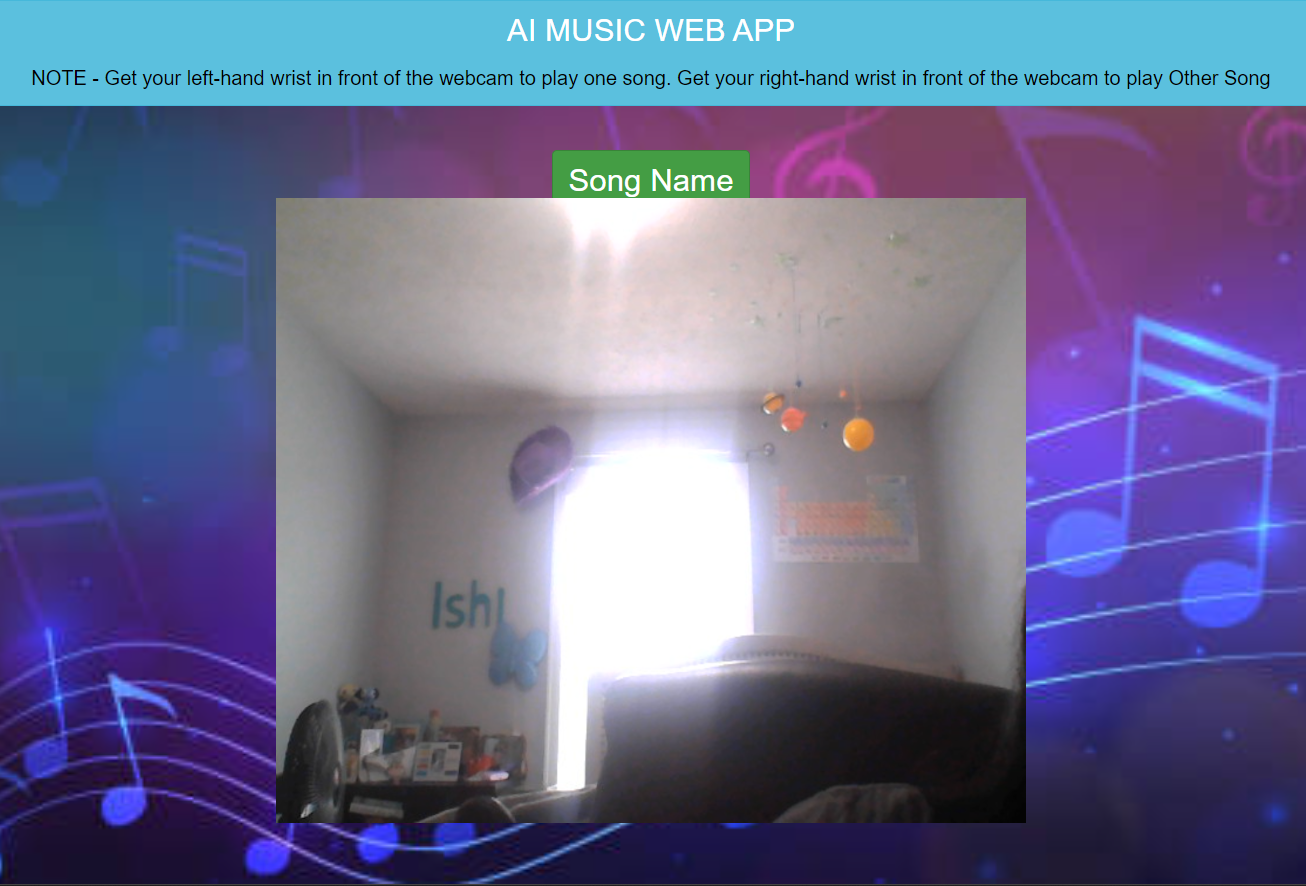 AI MUSIC WEB APP
NOTE - Get your left-hand wrist in front of the webcam to play one song. Get your right-hand wrist in front of the webcam to play Other Song
Song Name
Ishi